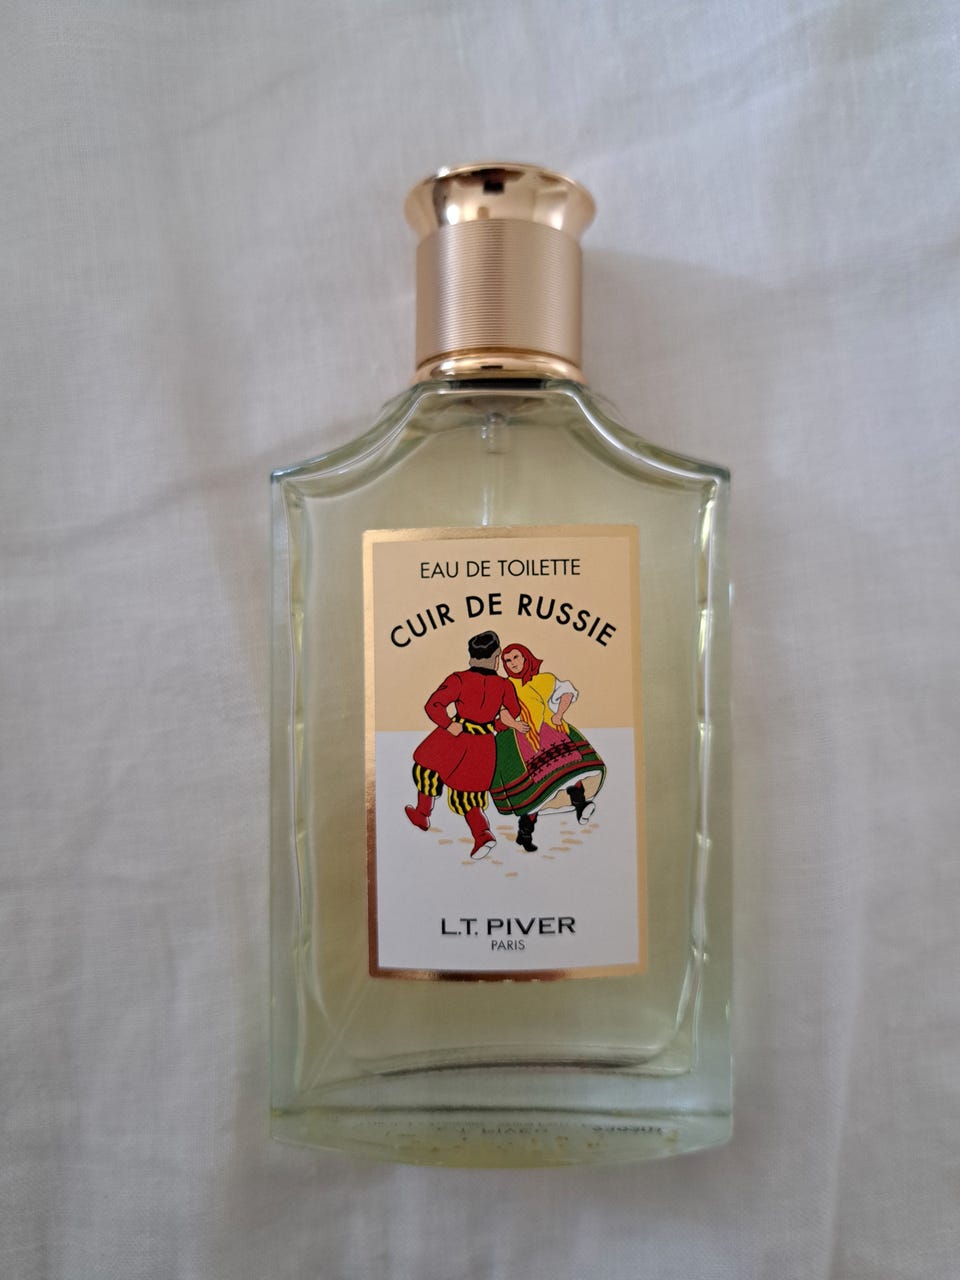 EAU DE TOILETTE
CUIR DE RUSSIE
L.T. PIVER
PARIS